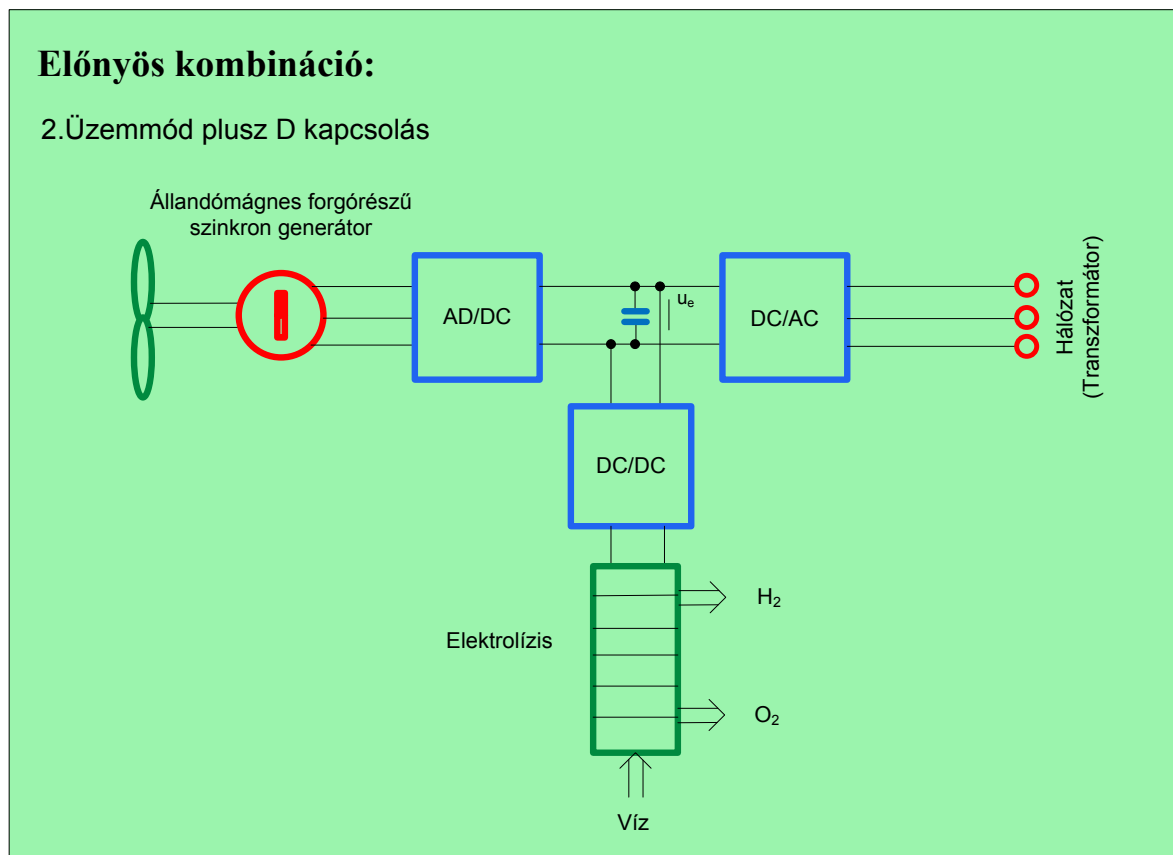 Előnyös kombináció:
2.Üzemmód plusz D kapcsolás
Állandómágnes forgórészű
szinkron generátor
AD/DC
u_e
DC/AC
Hálózat
(Transzformátor)
DC/DC
Elektrolízis
H₂
O₂
Víz